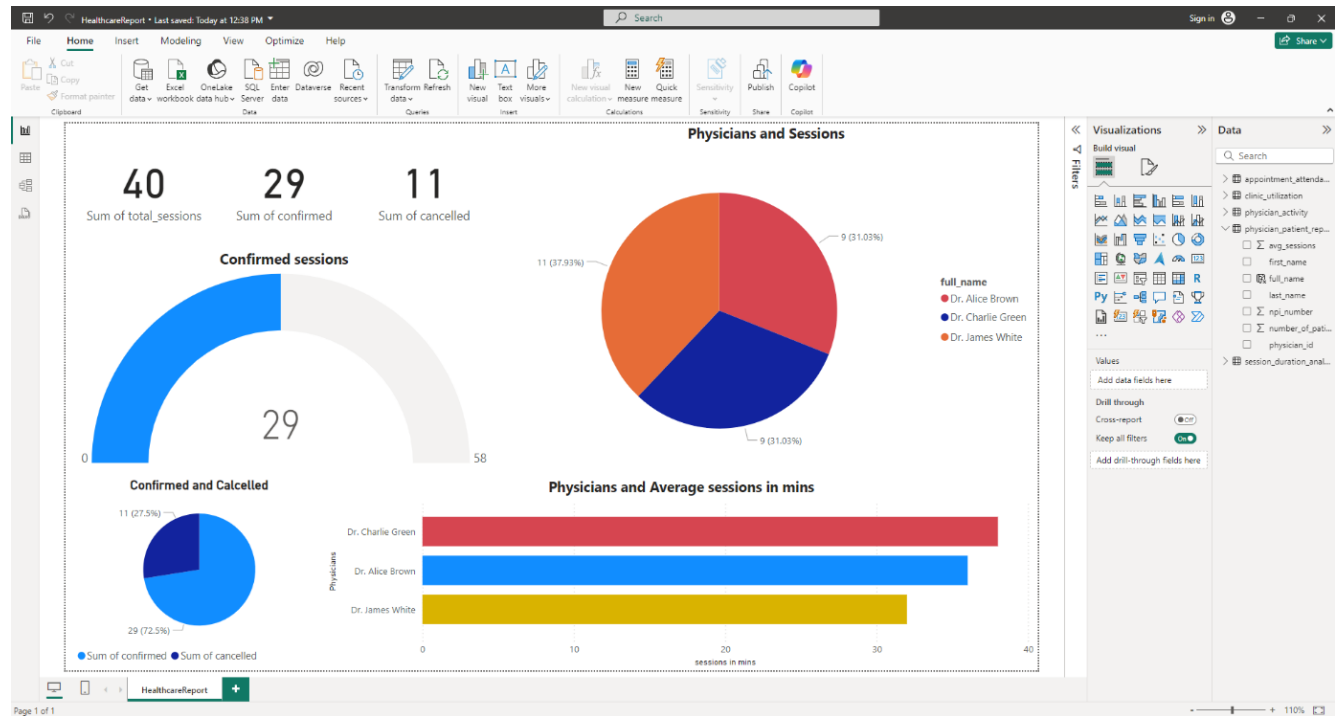 HealthcareReport • Last saved: Today at 12:38 PM
Search
Sign in
File Home Insert Modeling View Optimize Help
Share
Paste
Cut
Copy
Format painter
Clipboard
Get data
Excel workbook
OneLake data hub
SQL Server
Enter data
Dataverse
Recent sources
Data
Transform data
Refresh
Queries
New visual
Text box
More visuals
Insert
New visual calculation
New measure
Quick measure
Calculations
Sensitivity
Sensitivity
Publish
Share
Copilot
Copilot
40
Sum of total_sessions
29
Sum of confirmed
11
Sum of cancelled
Confirmed sessions
29
0
58
Physicians and Sessions
9 (31.03%)
11 (37.93%)
9 (31.03%)
full_name
Dr. Alice Brown
Dr. Charlie Green
Dr. James White
Confirmed and Calcelled
11 (27.5%)
29 (72.5%)
Sum of confirmed Sum of cancelled
Physicians and Average sessions in mins
Physicians
Dr. Charlie Green
Dr. Alice Brown
Dr. James White
0 10 20 30 40
sessions in mins
Filters
Visualizations
Build visual
123
R
Py
...
Values
Add data fields here
Drill through
Cross-report
Off
Keep all filters
On
Add drill-through fields here
Data
Search
appointment_attenda...
clinic_utilization
physician_activity
physician_patient_rep...
avg_sessions
first_name
full_name
last_name
npi_number
number_of_pati...
physician_id
session_duration_anal...
HealthcareReport
+
Page 1 of 1
- + 110%